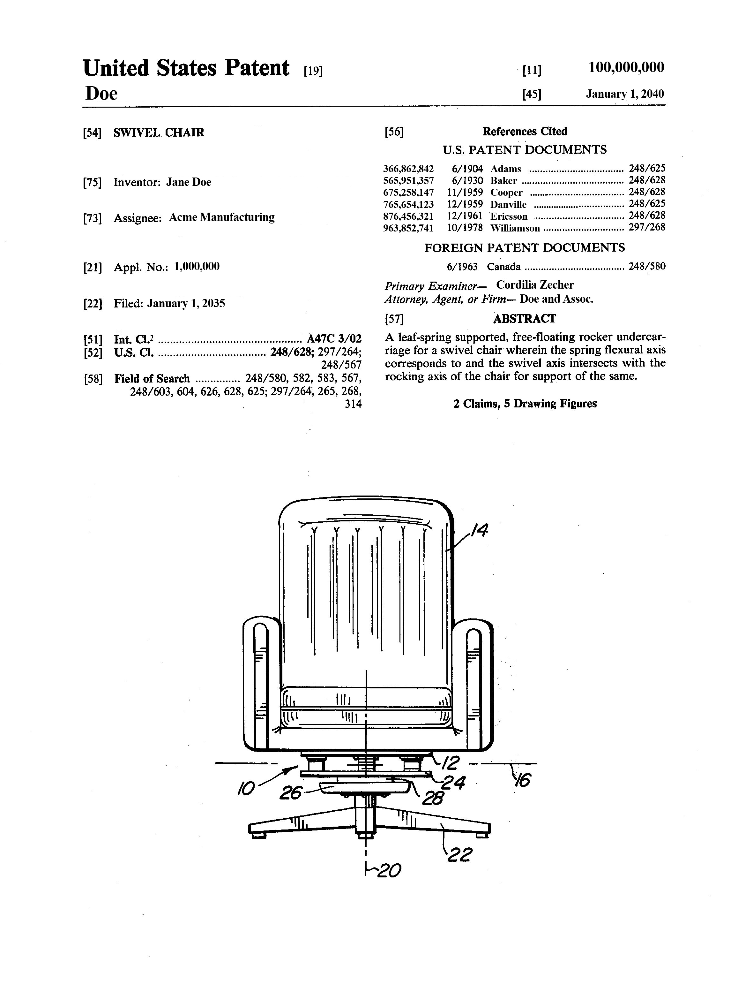 United States Patent [19]
Doe
[11] 100,000,000
[45] January 1, 2040
[54] SWIVEL CHAIR
[75] Inventor: Jane Doe
[73] Assignee: Acme Manufacturing
[21] Appl. No.: 1,000,000
[22] Filed: January 1, 2035
[51] Int. Cl.² ................................................ A47C 3/02
[52] U.S. Cl. .................................... 248/628; 297/264;
248/567
[58] Field of Search ............... 248/580, 582, 583, 567,
248/603, 604, 626, 628, 625; 297/264, 265, 268,
314
[56] References Cited
U.S. PATENT DOCUMENTS
366,862,842 6/1904 Adams ................................... 248/625
565,951,357 6/1930 Baker ...................................... 248/628
675,258,147 11/1959 Cooper ................................... 248/628
765,654,123 12/1959 Danville .................................. 248/625
876,456,321 12/1961 Ericsson .................................. 248/628
963,852,741 10/1978 Williamson .............................. 297/268
FOREIGN PATENT DOCUMENTS
6/1963 Canada ..................................... 248/580
Primary Examiner— Cordilia Zecher
Attorney, Agent, or Firm— Doe and Assoc.
[57] ABSTRACT
A leaf-spring supported, free-floating rocker undercar-
riage for a swivel chair wherein the spring flexural axis
corresponds to and the swivel axis intersects with the
rocking axis of the chair for support of the same.
2 Claims, 5 Drawing Figures
14
12
16
10
24
26
28
22
20